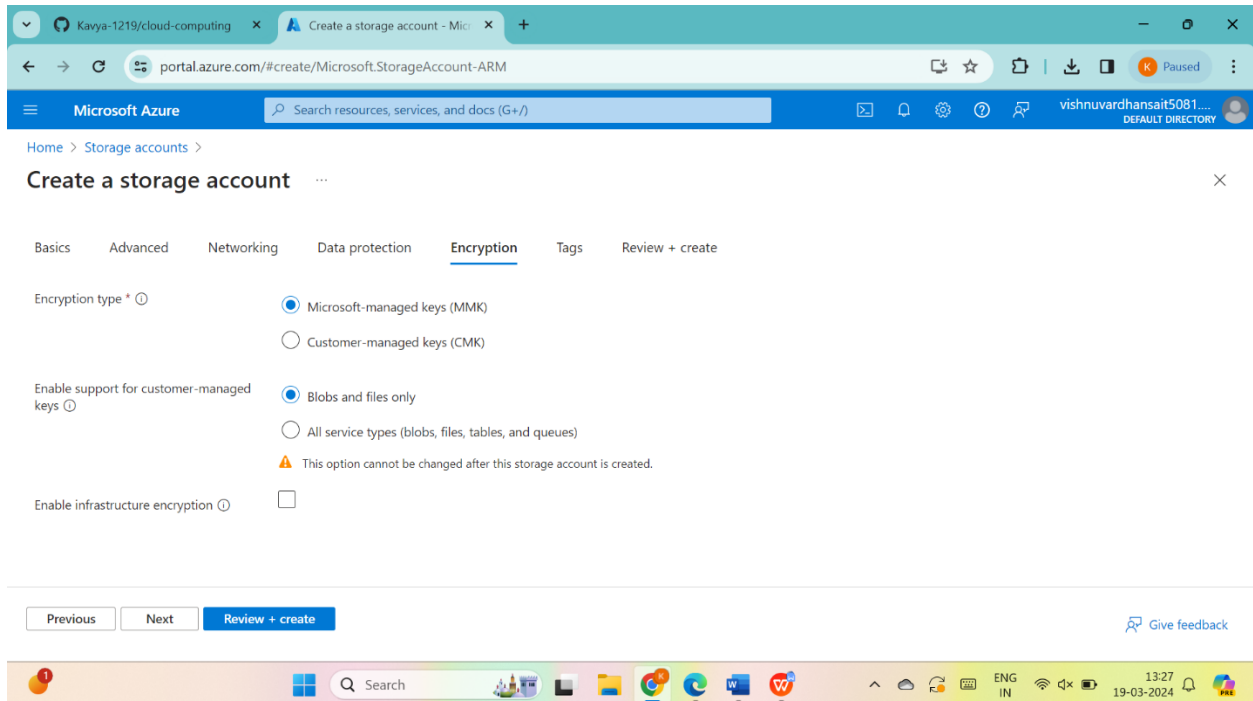 Kavya-1219/cloud-computing
Create a storage account - Micr
portal.azure.com/#create/Microsoft.StorageAccount-ARM
K Paused
Microsoft Azure
Search resources, services, and docs (G+/)
vishnuvardhansait5081....
DEFAULT DIRECTORY
Home > Storage accounts >
Create a storage account ...
Basics Advanced Networking Data protection Encryption Tags Review + create
Encryption type *
Microsoft-managed keys (MMK)
Customer-managed keys (CMK)
Enable support for customer-managed
keys
Blobs and files only
All service types (blobs, files, tables, and queues)
This option cannot be changed after this storage account is created.
Enable infrastructure encryption
Previous Next Review + create
Give feedback
1
Search
ENG
IN
13:27
19-03-2024
PRE